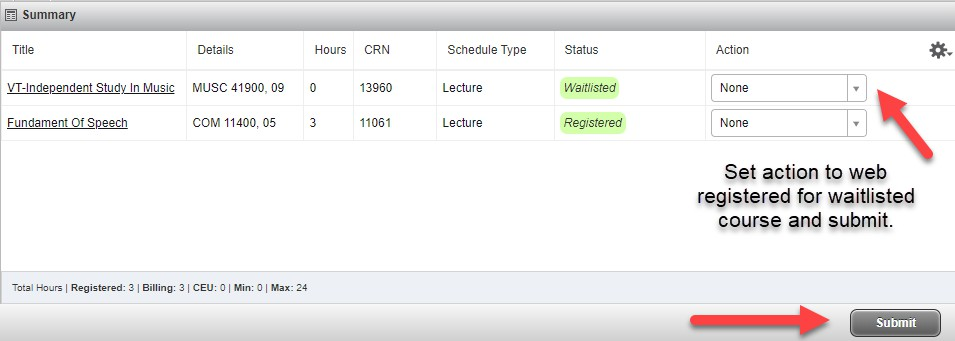 Summary
Title Details Hours CRN Schedule Type Status Action
VT-Independent Study In Music MUSC 41900, 09 0 13960 Lecture Waitlisted None
Fundament Of Speech COM 11400, 05 3 11061 Lecture Registered None
Set action to web
registered for waitlisted
course and submit.
Total Hours | Registered: 3 | Billing: 3 | CEU: 0 | Min: 0 | Max: 24
Submit